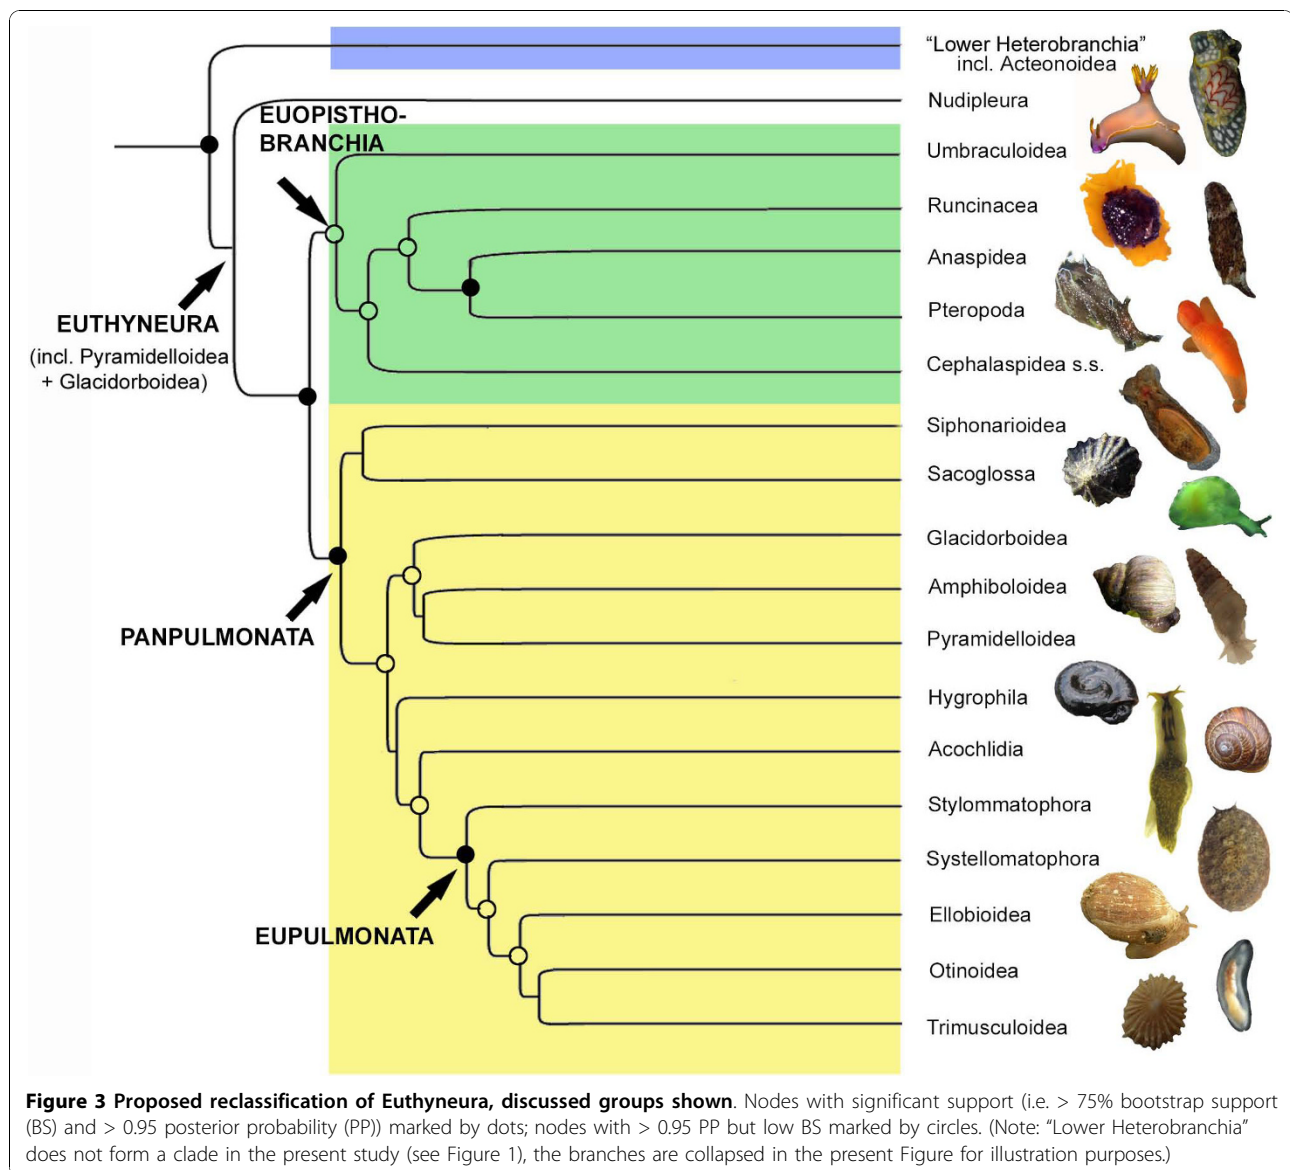 "Lower Heterobranchia"
incl. Acteonoidea
Nudipleura
EUOPISTHO-
BRANCHIA
Umbraculoidea
Runcinacea
Anaspidea
Pteropoda
EUTHYNEURA
(incl. Pyramidelloidea
+ Glacidorboidea)
Cephalaspidea s.s.
Siphonarioidea
Sacoglossa
Glacidorboidea
Amphiboloidea
PANPULMONATA
Pyramidelloidea
Hygrophila
Acochlidia
Stylommatophora
Systellomatophora
EUPULMONATA
Ellobioidea
Otinoidea
Trimusculoidea
Figure 3 Proposed reclassification of Euthyneura, discussed groups shown. Nodes with significant support (i.e. > 75% bootstrap support
(BS) and > 0.95 posterior probability (PP)) marked by dots; nodes with > 0.95 PP but low BS marked by circles. (Note: "Lower Heterobranchia"
does not form a clade in the present study (see Figure 1), the branches are collapsed in the present Figure for illustration purposes.)